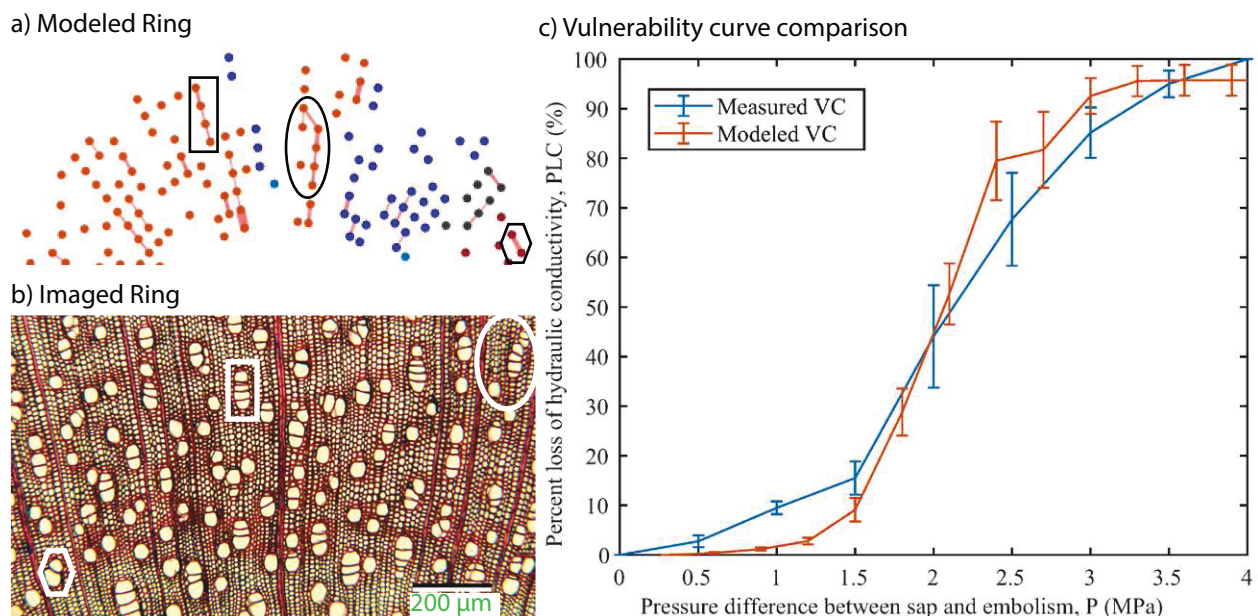 a) Modeled Ring
b) Imaged Ring
200 µm
c) Vulnerability curve comparison
Percent loss of hydraulic conductivity, PLC (%)
100
90
80
70
60
50
40
30
20
10
0
Measured VC
Modeled VC
0
0.5
1
1.5
2
2.5
3
3.5
4
Pressure difference between sap and embolism, P (MPa)